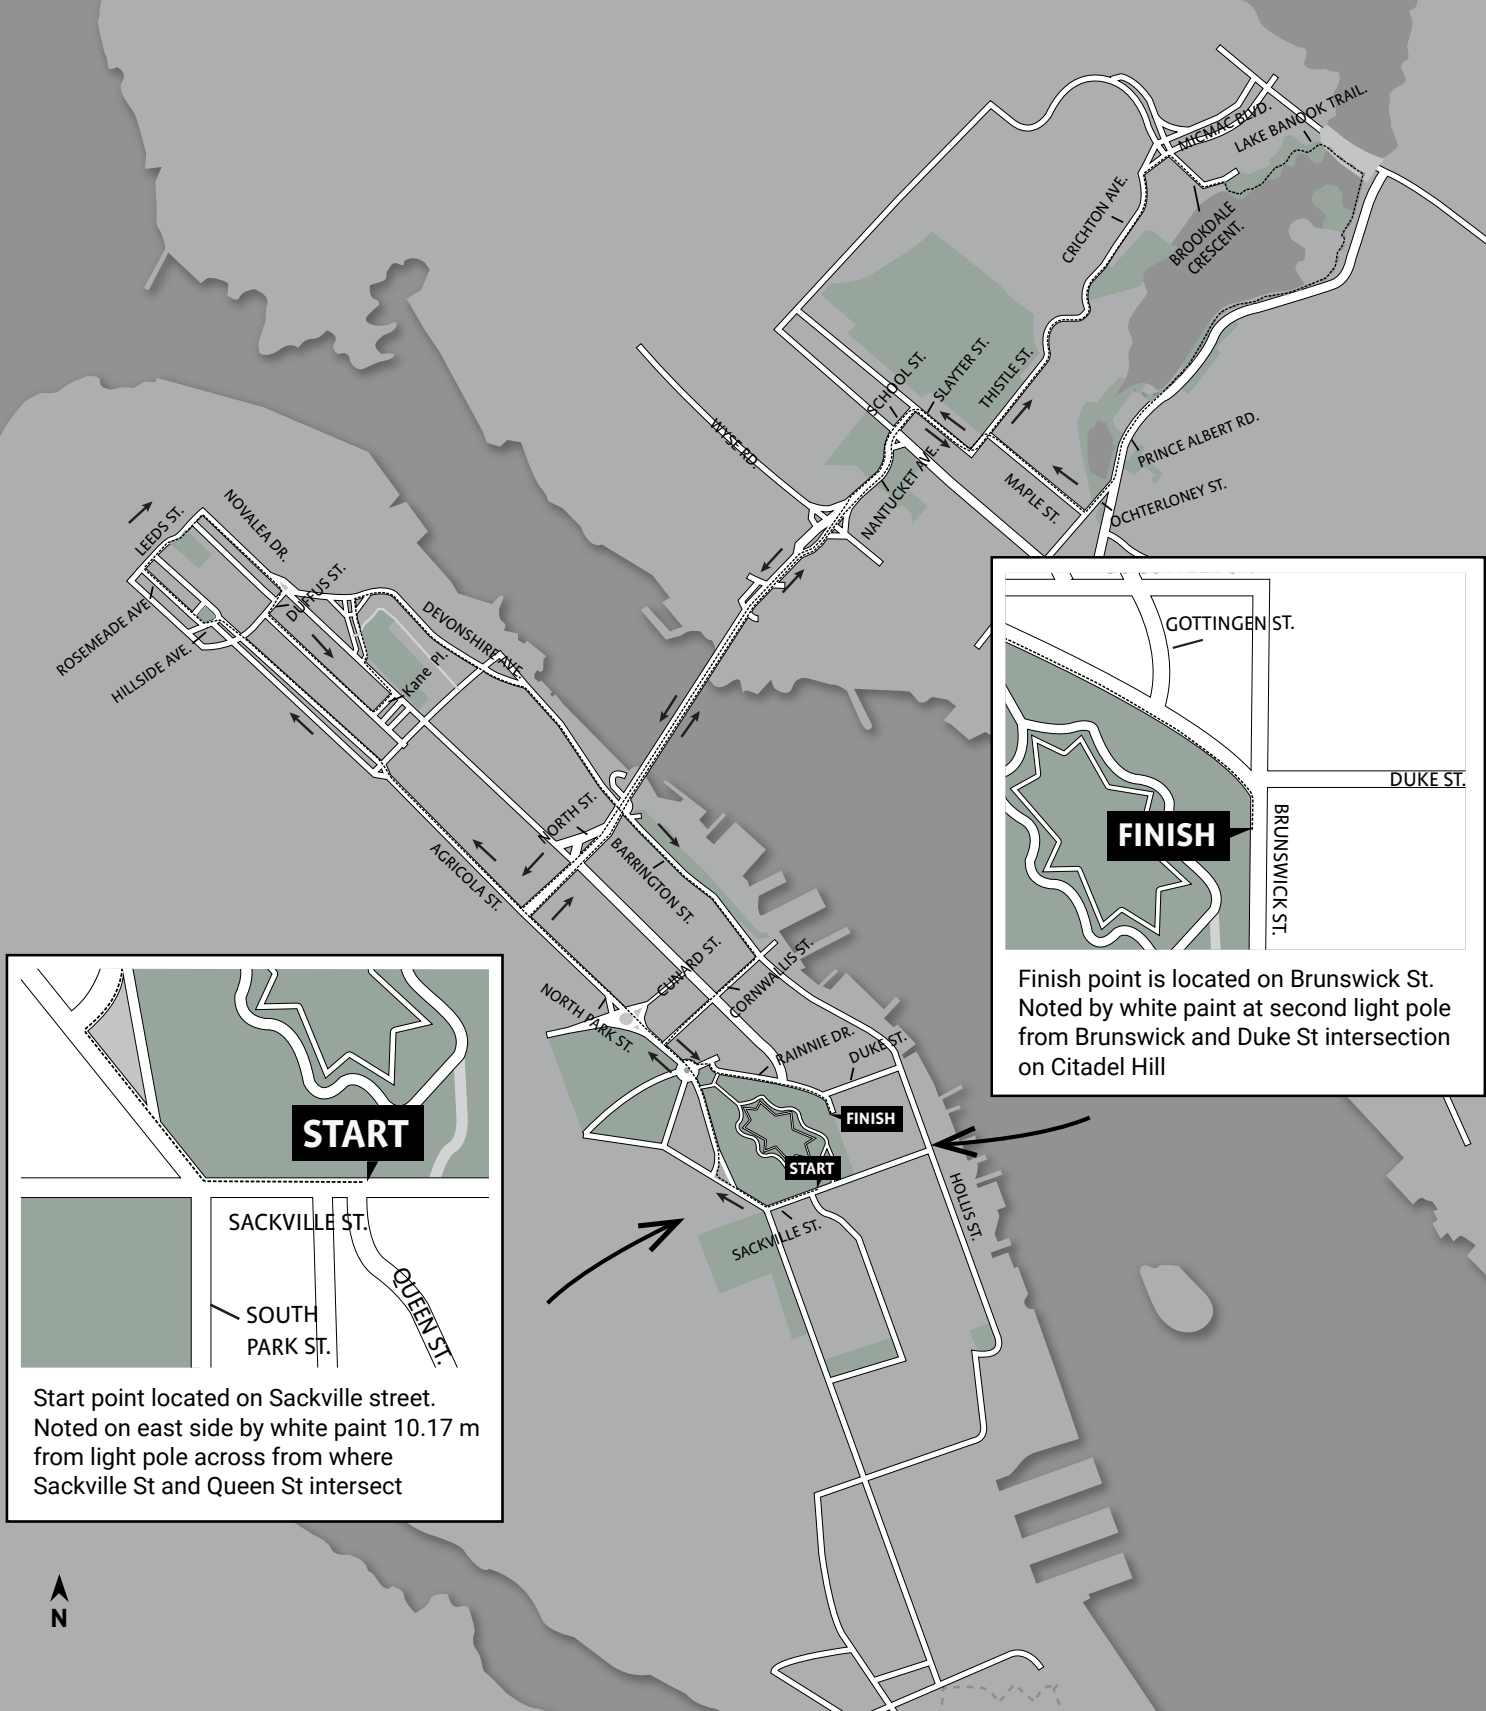 MICMAC BLVD.
LAKE BANOOK TRAIL.
CRICHTON AVE.
BROOKDALE
CRESCENT.
SCHOOL ST.
SLAYTER ST.
THISTLE ST.
WYSE RD.
NANTUCKET AVE.
MAPLE ST.
PRINCE ALBERT RD.
OCHTERLONEY ST.
LEEDS ST.
NOVALEA DR.
DUFFUS ST.
DEVONSHIRE AVE
ROSEMEADE AVE.
HILLSIDE AVE.
Kane Pl.
NORTH ST.
BARRINGTON ST.
AGRICOLA ST.
CUNARD ST.
CORNWALLIS ST.
NORTH PARK ST.
RAINNIE DR.
DUKE ST.
FINISH
START
SACKVILLE ST.
HOLLIS ST.
GOTTINGEN ST.
DUKE ST.
FINISH
BRUNSWICK ST.
Finish point is located on Brunswick St.
Noted by white paint at second light pole
from Brunswick and Duke St intersection
on Citadel Hill
START
SACKVILLE ST.
QUEEN ST.
SOUTH
PARK ST.
Start point located on Sackville street.
Noted on east side by white paint 10.17 m
from light pole across from where
Sackville St and Queen St intersect
N